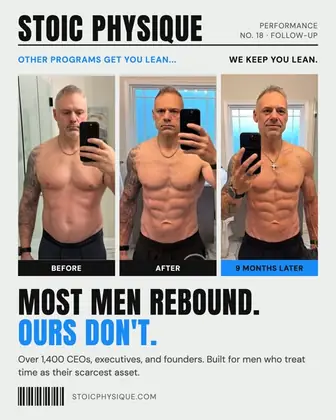 STOIC PHYSIQUE
PERFORMANCE
NO. 18 · FOLLOW-UP
OTHER PROGRAMS GET YOU LEAN...
WE KEEP YOU LEAN.
BEFORE
AFTER
9 MONTHS LATER
MOST MEN REBOUND.
OURS DON'T.
Over 1,400 CEOs, executives, and founders. Built for men who treat
time as their scarcest asset.
STOICPHYSIQUE.COM